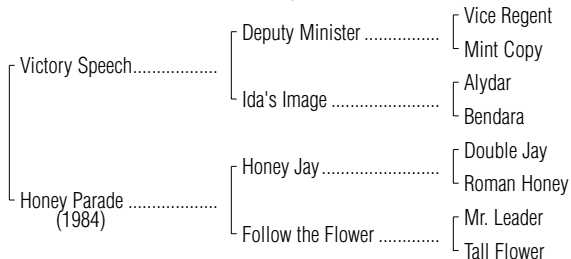 Vice Regent
Deputy Minister ................
Mint Copy
Victory Speech..................
Alydar
Ida's Image .......................
Bendara
Double Jay
Honey Jay.........................
Roman Honey
Honey Parade ...................
(1984)
Mr. Leader
Follow the Flower .............
Tall Flower